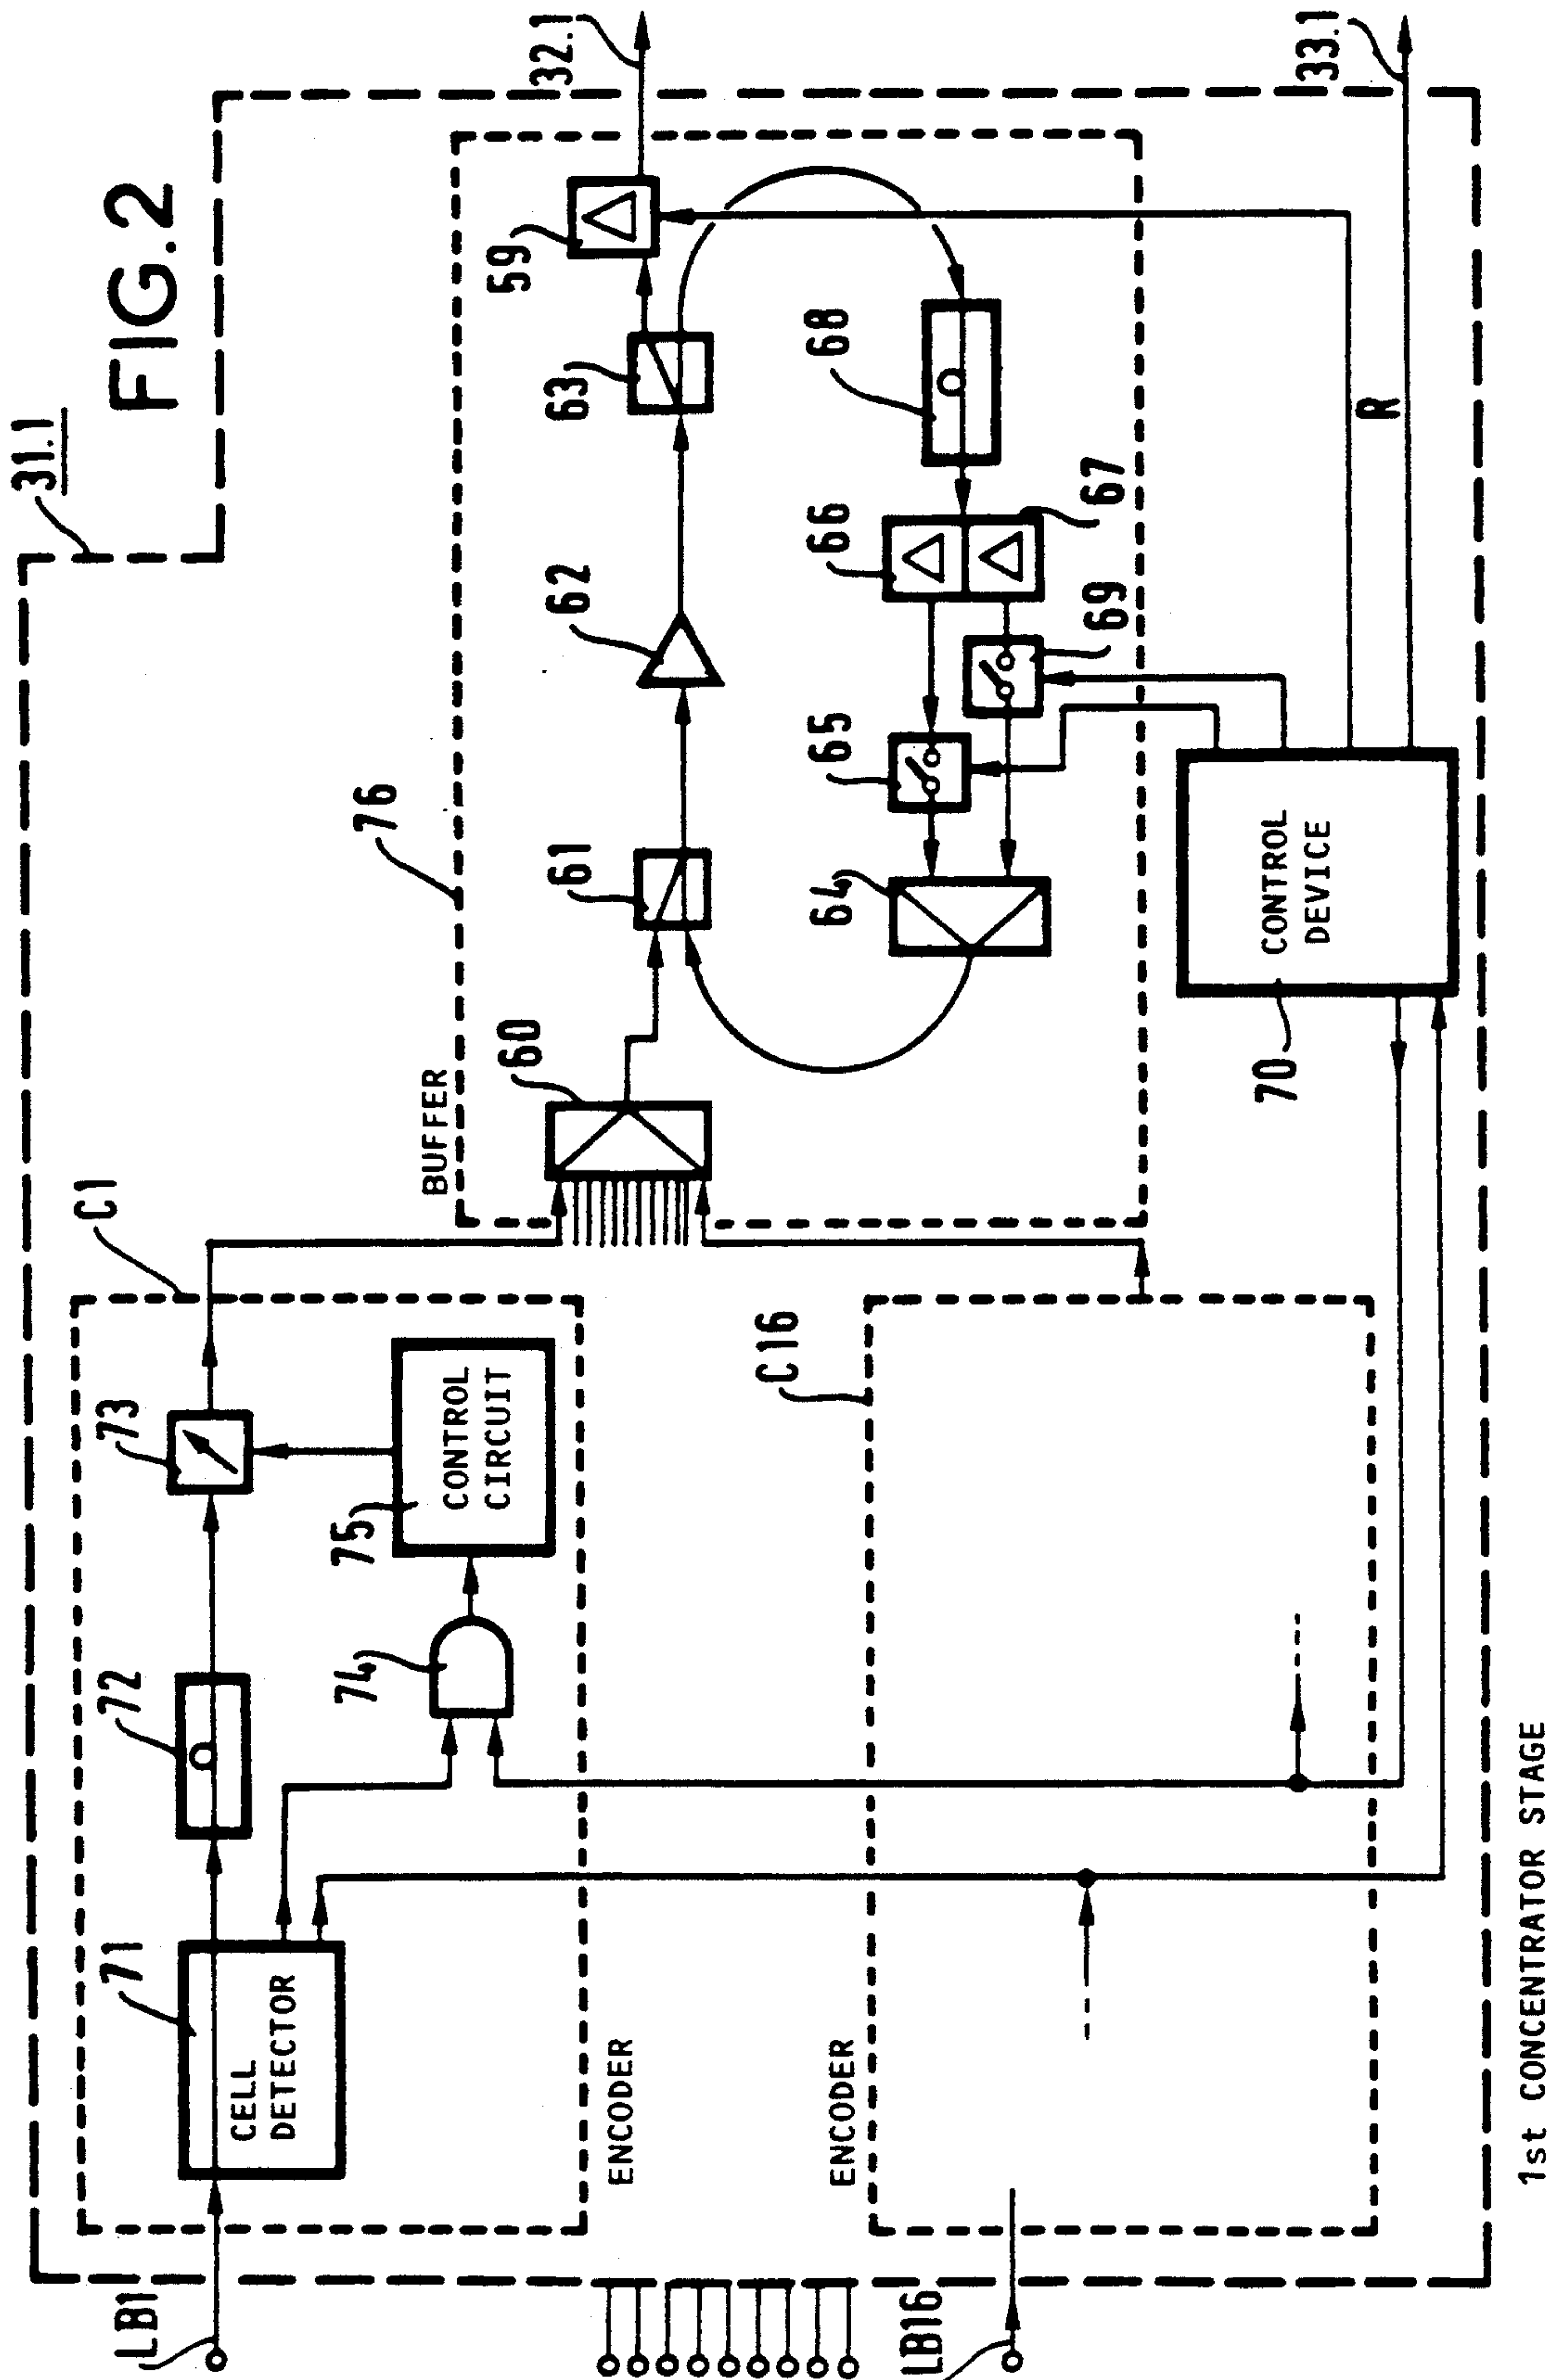 FIG.2
31.1
LB1
71
CELL
DETECTOR
72
73
C1
74
75
CONTROL
CIRCUIT
ENCODER
ENCODER
C16
LB16
BUFFER
76
60
61
62
63
59
32.1
64
65
66
67
68
69
70
CONTROL
DEVICE
R
33.1
1st CONCENTRATOR STAGE